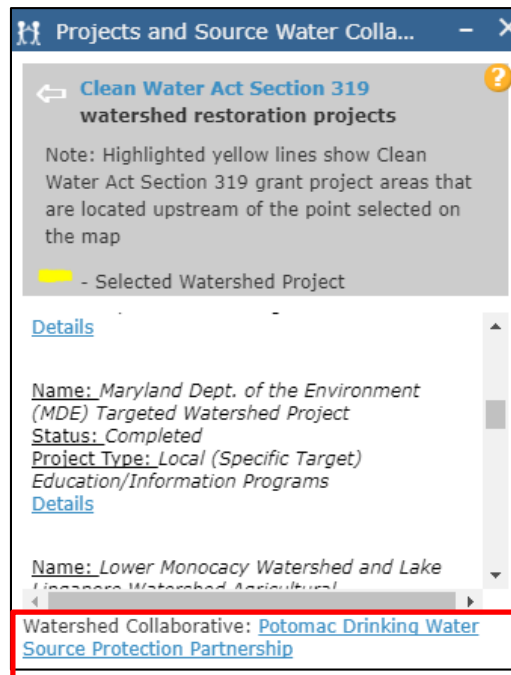 Projects and Source Water Colla...
Clean Water Act Section 319
watershed restoration projects
Note: Highlighted yellow lines show Clean
Water Act Section 319 grant project areas that
are located upstream of the point selected on
the map
- Selected Watershed Project
Details
Name: Maryland Dept. of the Environment
(MDE) Targeted Watershed Project
Status: Completed
Project Type: Local (Specific Target)
Education/Information Programs
Details
Name: Lower Monocacy Watershed and Lake
Linganore Watershed Agricultural
Watershed Collaborative: Potomac Drinking Water
Source Protection Partnership